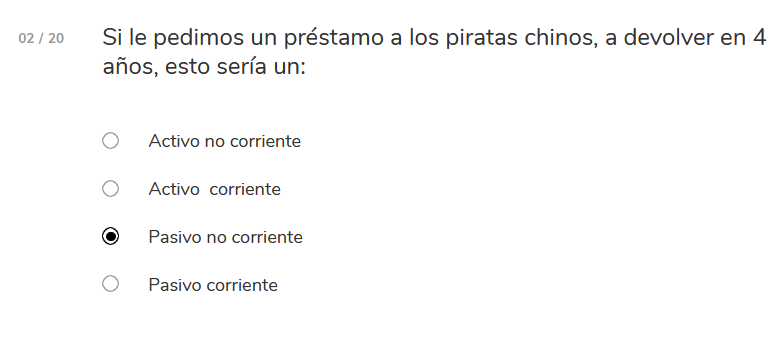 02 / 20
Si le pedimos un préstamo a los piratas chinos, a devolver en 4
años, esto sería un:
Activo no corriente
Activo  corriente
Pasivo no corriente
Pasivo corriente